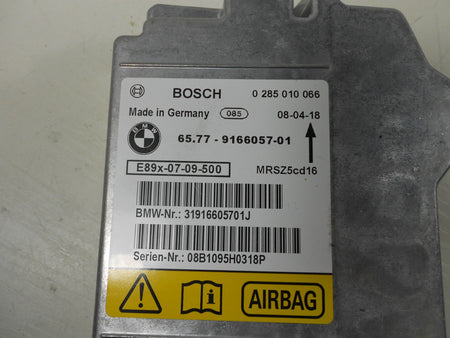 BOSCH 0 285 010 066
Made in Germany 085 08-04-18
BMW 65.77 - 9166057-01
E89x-07-09-500 MRSZ5cd16
BMW-Nr.: 31916605701J
Serien-Nr.: 08B1095H0318P
AIRBAG